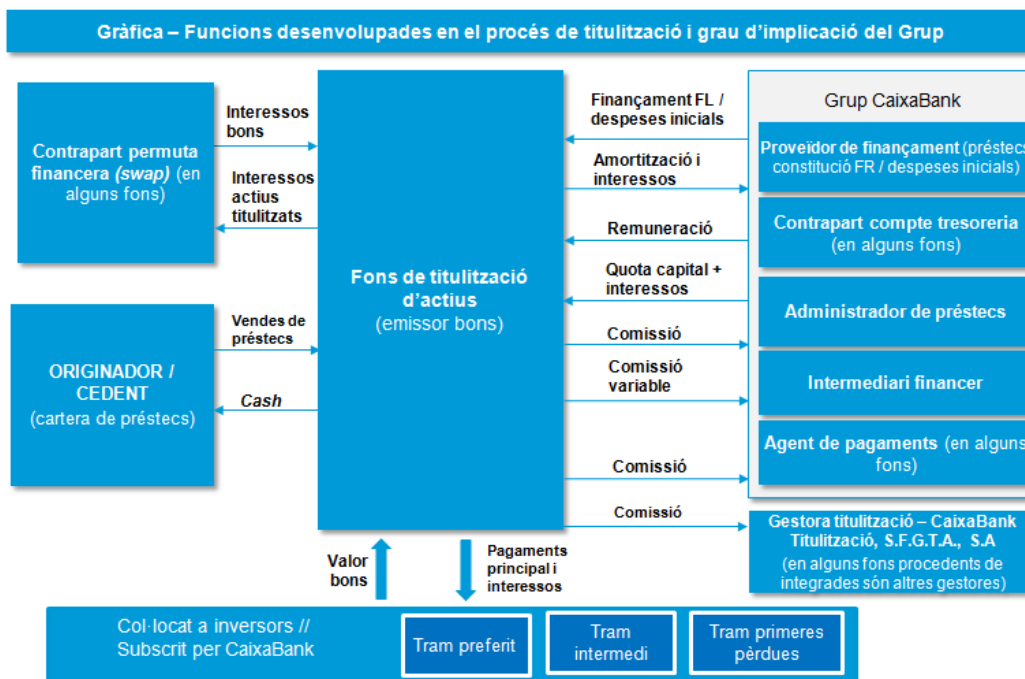 Gràfica – Funcions desenvolupades en el procés de titulització i grau d'implicació del Grup
Contrapart permuta
financera (swap) (en
alguns fons)
Interessos
bons
Interessos
actius
titulitzats
ORIGINADOR /
CEDENT
(cartera de préstecs)
Vendes de
préstecs
Cash
Fons de titulització
d'actius
(emissor bons)
Finançament FL /
despeses inicials
Amortització i
interessos
Remuneració
Quota capital +
interessos
Comissió
Comissió
variable
Comissió
Comissió
Grup CaixaBank
Proveïdor de finançament (préstecs
constitució FR / despeses inicials)
Contrapart compte tresoreria
(en alguns fons)
Administrador de préstecs
Intermediari financer
Agent de pagaments (en alguns
fons)
Gestora titulització – CaixaBank
Titulització, S.F.G.T.A., S.A
(en alguns fons procedents de
integrades són altres gestores)
Valor
bons
Pagaments
principal i
interessos
Col·locat a inversors //
Subscrit per CaixaBank
Tram preferit
Tram
intermedi
Tram primeres
pèrdues